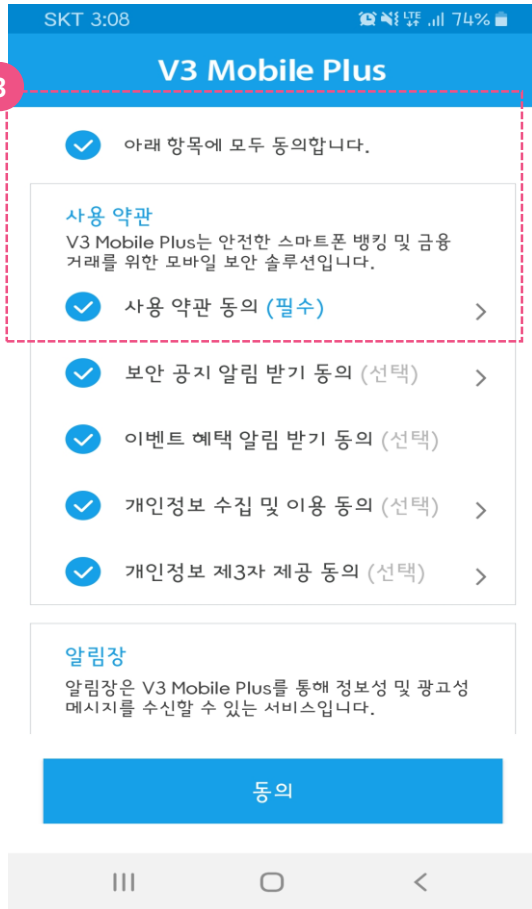 SKT 3:08
LTE 74%
V3 Mobile Plus
3
아래 항목에 모두 동의합니다.
사용 약관
V3 Mobile Plus는 안전한 스마트폰 뱅킹 및 금융
거래를 위한 모바일 보안 솔루션입니다.
사용 약관 동의 (필수)
보안 공지 알림 받기 동의 (선택)
이벤트 혜택 알림 받기 동의 (선택)
개인정보 수집 및 이용 동의 (선택)
개인정보 제3자 제공 동의 (선택)
알림장
알림장은 V3 Mobile Plus를 통해 정보성 및 광고성
메시지를 수신할 수 있는 서비스입니다.
동의